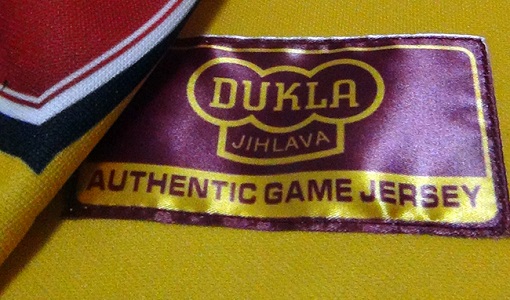 DUKLA
JIHLAVA
AUTHENTIC GAME JERSEY